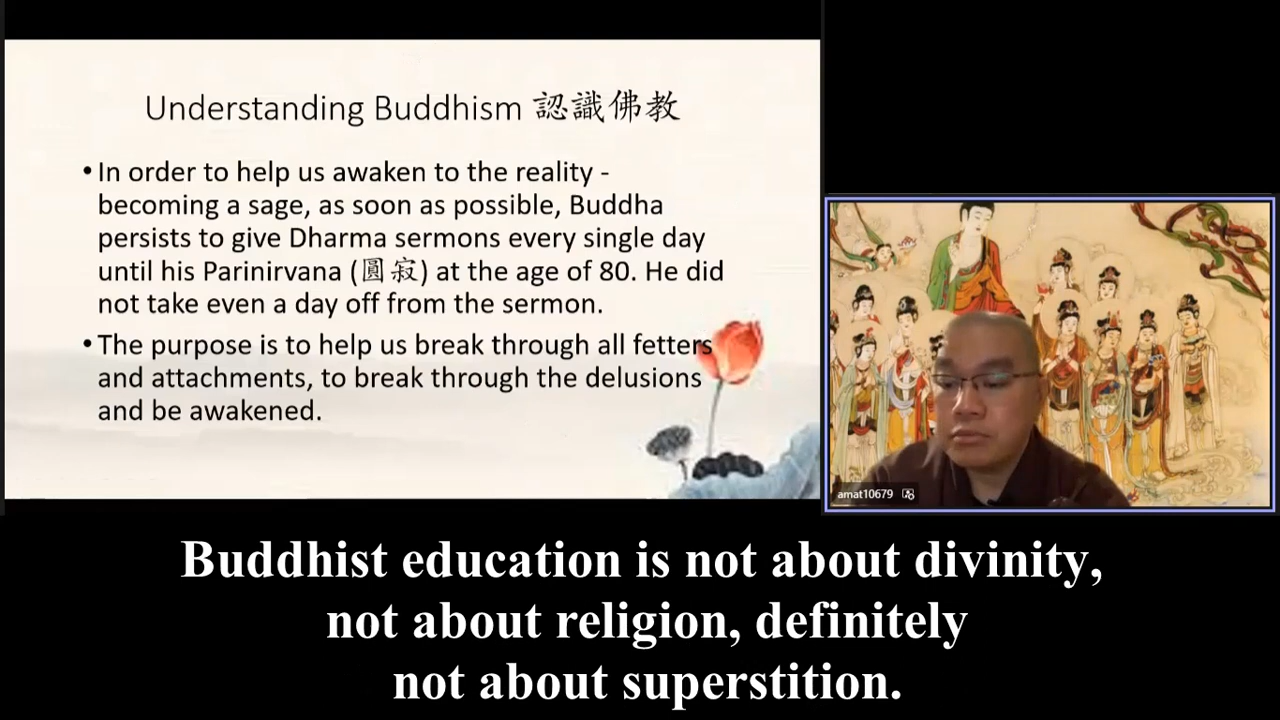 Understanding Buddhism 認識佛教
• In order to help us awaken to the reality -
becoming a sage, as soon as possible, Buddha
persists to give Dharma sermons every single day
until his Parinirvana (圓寂) at the age of 80. He did
not take even a day off from the sermon.
• The purpose is to help us break through all fetters
and attachments, to break through the delusions
and be awakened.
amat10679
Buddhist education is not about divinity,
not about religion, definitely
not about superstition.